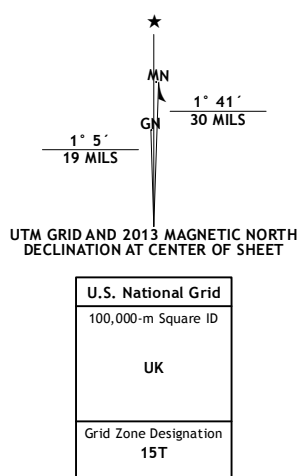 ★
MN
1° 41´
30 MILS
GN
1° 5´
19 MILS
UTM GRID AND 2013 MAGNETIC NORTH
DECLINATION AT CENTER OF SHEET
U.S. National Grid
100,000-m Square ID
UK
Grid Zone Designation
15T